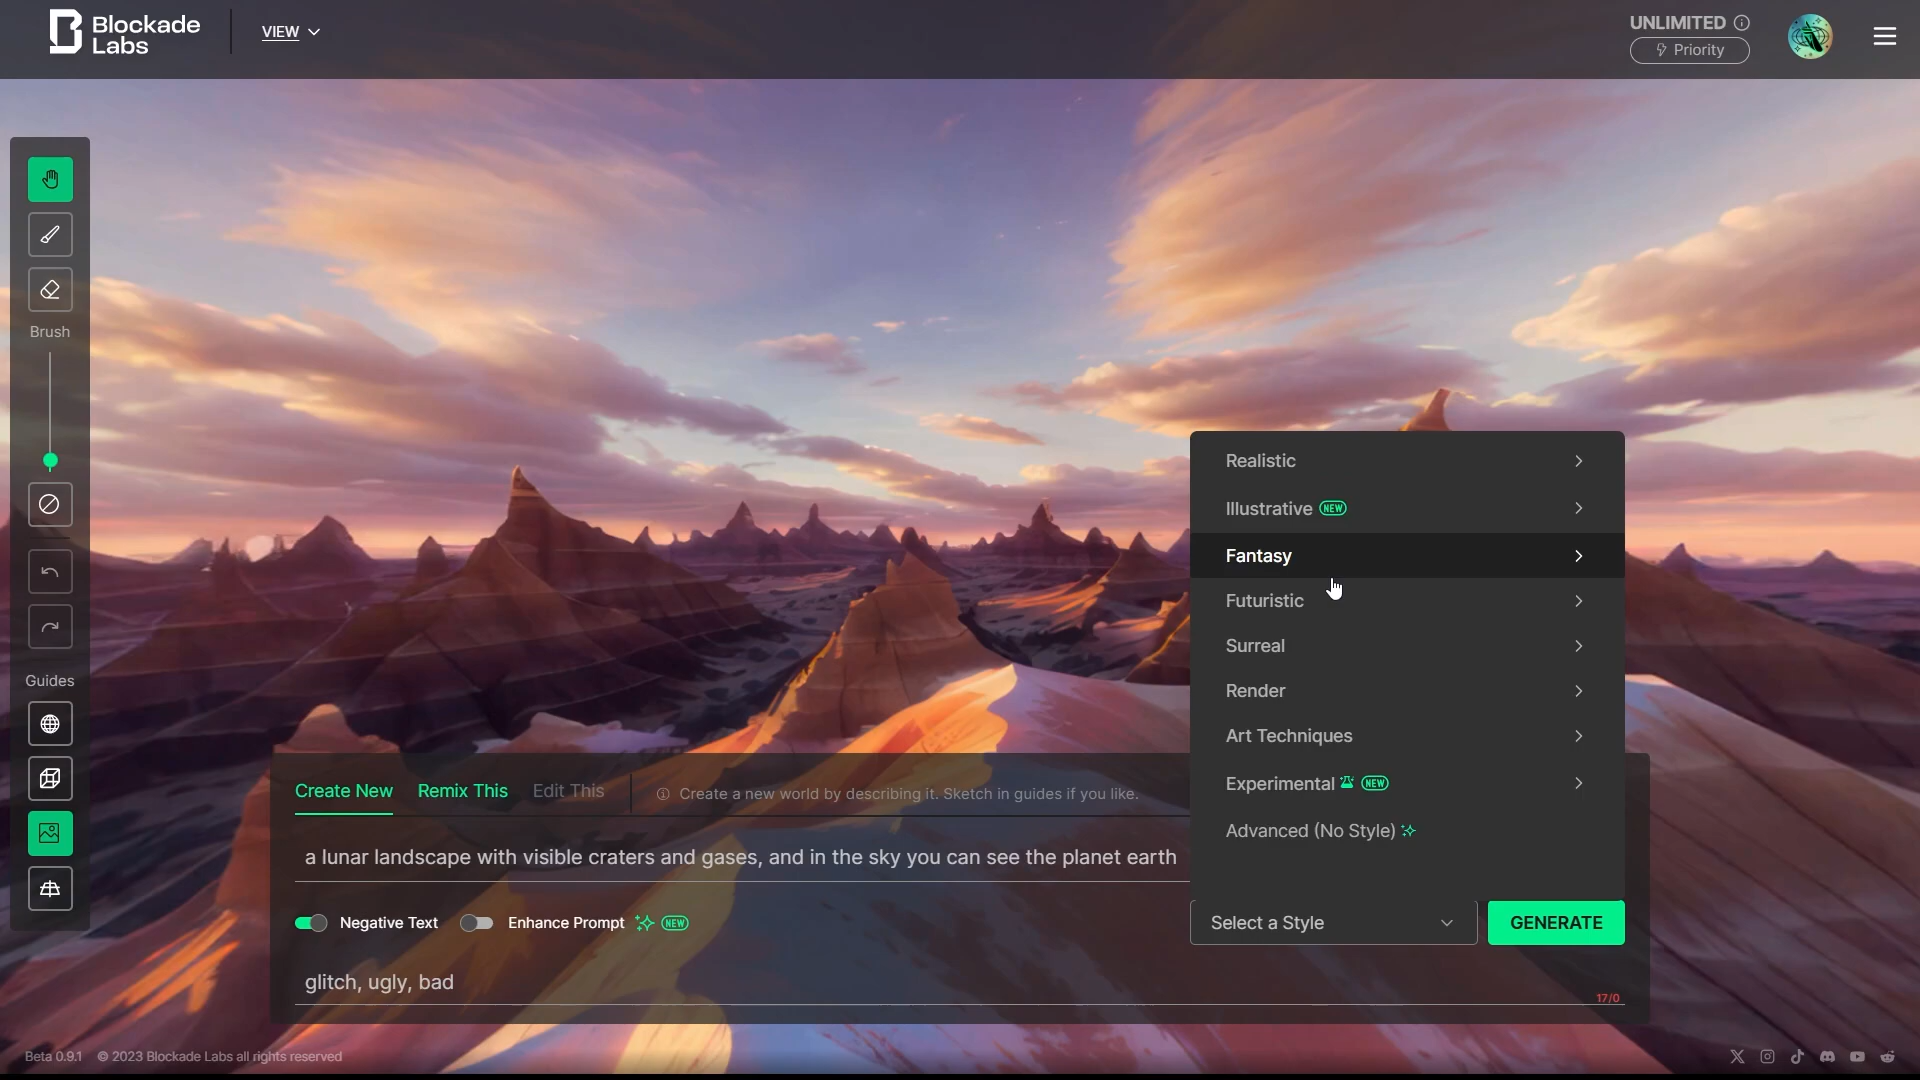 Blockade
Labs
VIEW
UNLIMITED
Priority
Brush
Guides
Realistic
Illustrative NEW
Fantasy
Futuristic
Surreal
Render
Art Techniques
Experimental NEW
Advanced (No Style)
Create New Remix This Edit This Create a new world by describing it. Sketch in guides if you like.
a lunar landscape with visible craters and gases, and in the sky you can see the planet earth
Negative Text Enhance Prompt NEW
Select a Style GENERATE
glitch, ugly, bad
17/0
Beta 0.9.1 © 2023 Blockade Labs all rights reserved